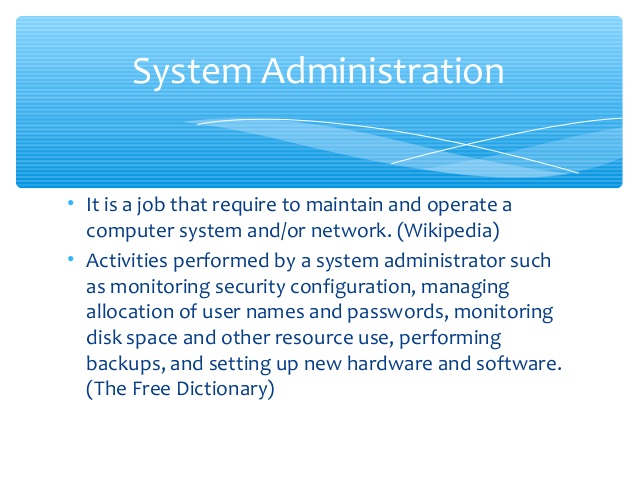 System Administration
• It is a job that require to maintain and operate a
computer system and/or network. (Wikipedia)
• Activities performed by a system administrator such
as monitoring security configuration, managing
allocation of user names and passwords, monitoring
disk space and other resource use, performing
backups, and setting up new hardware and software.
(The Free Dictionary)